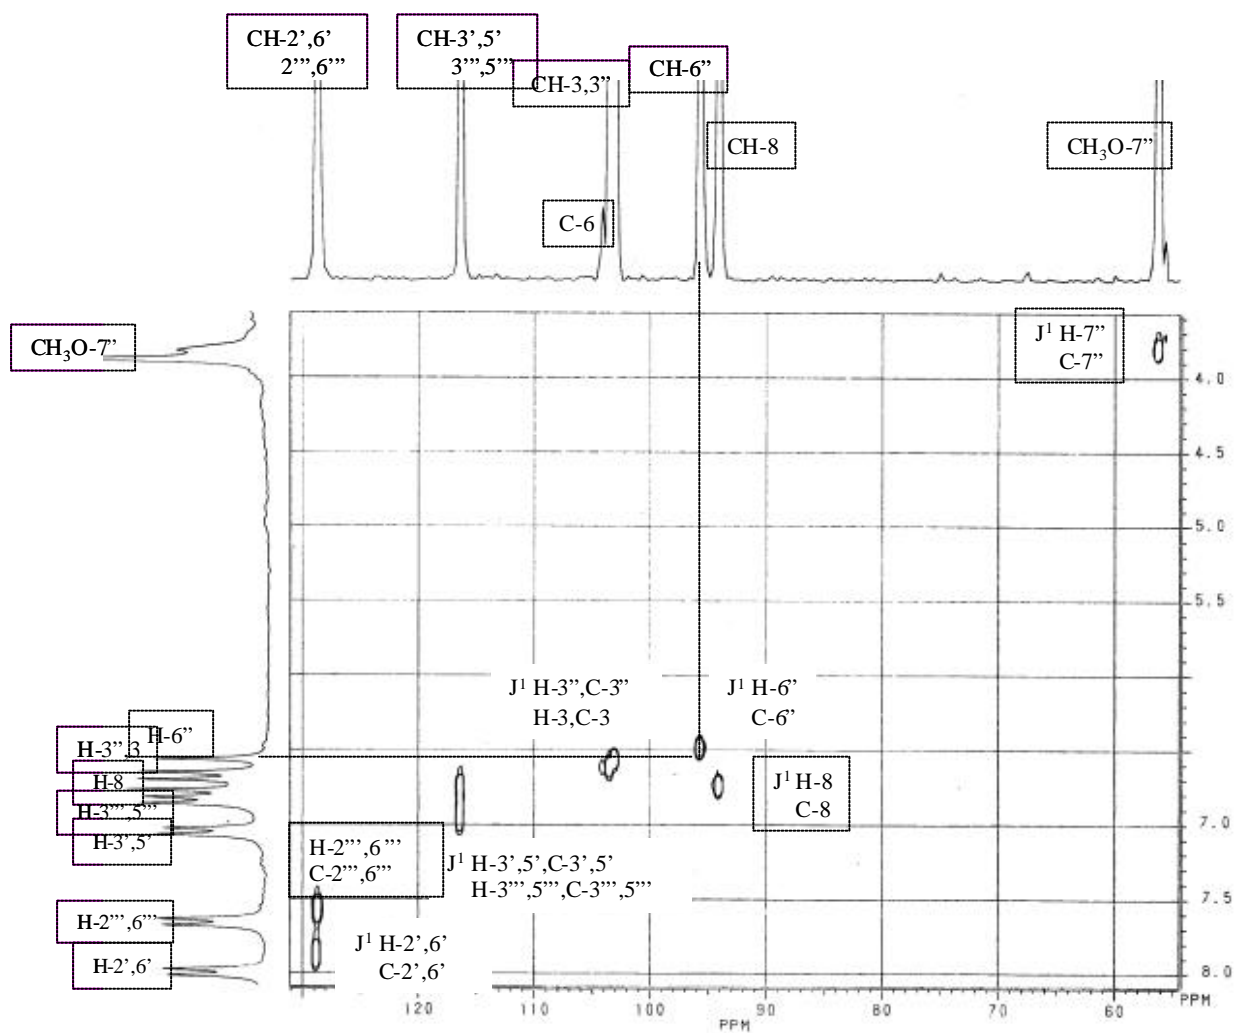 CH-2’,6’
2’’’,6’’’
CH-3’,5’
3’’’,5’’’
CH-3,3’’
CH-6’’
CH-8
CH₃O-7’’
C-6
CH₃O-7’’
J¹ H-7’’
C-7’’
4.0
4.5
5.0
5.5
J¹ H-3’’,C-3’’
H-3,C-3
J¹ H-6’’
C-6’’
H-6’’
H-3’’,3
H-8
H-3’’’,5’’’
H-3’,5’
J¹ H-8
C-8
7.0
H-2’’’,6’’’
C-2’’’,6’’’
J¹ H-3’,5’,C-3’,5’
H-3’’’,5’’’,C-3’’’,5’’’
7.5
H-2’’’,6’’’
H-2’,6’
J¹ H-2’,6’
C-2’,6’
8.0
120 110 100 90 80 70 60 PPM
PPM